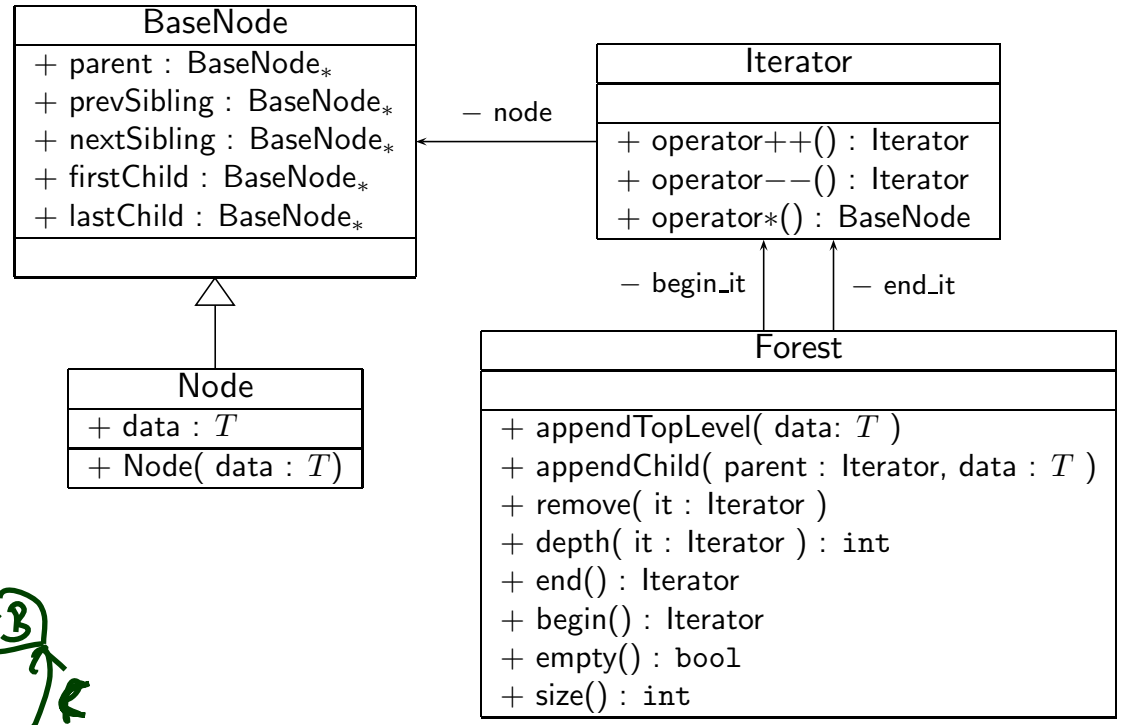 BaseNode
+ parent : BaseNode*
+ prevSibling : BaseNode*
+ nextSibling : BaseNode*
+ firstChild : BaseNode*
+ lastChild : BaseNode*
− node
Iterator
+ operator++() : Iterator
+ operator−−() : Iterator
+ operator*() : BaseNode
− begin_it
− end_it
Node
+ data : T
+ Node( data : T)
Forest
+ appendTopLevel( data: T )
+ appendChild( parent : Iterator, data : T )
+ remove( it : Iterator )
+ depth( it : Iterator ) : int
+ end() : Iterator
+ begin() : Iterator
+ empty() : bool
+ size() : int
B